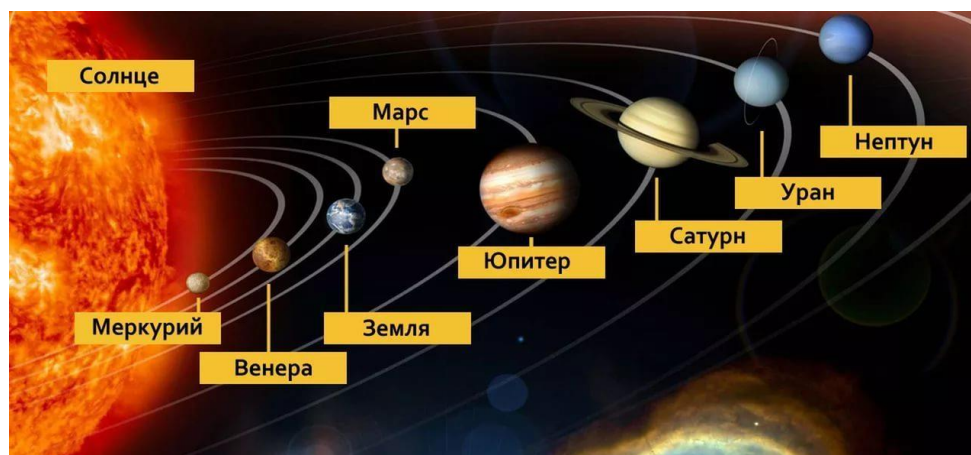 Солнце
Марс
Нептун
Уран
Сатурн
Юпитер
Меркурий
Земля
Венера